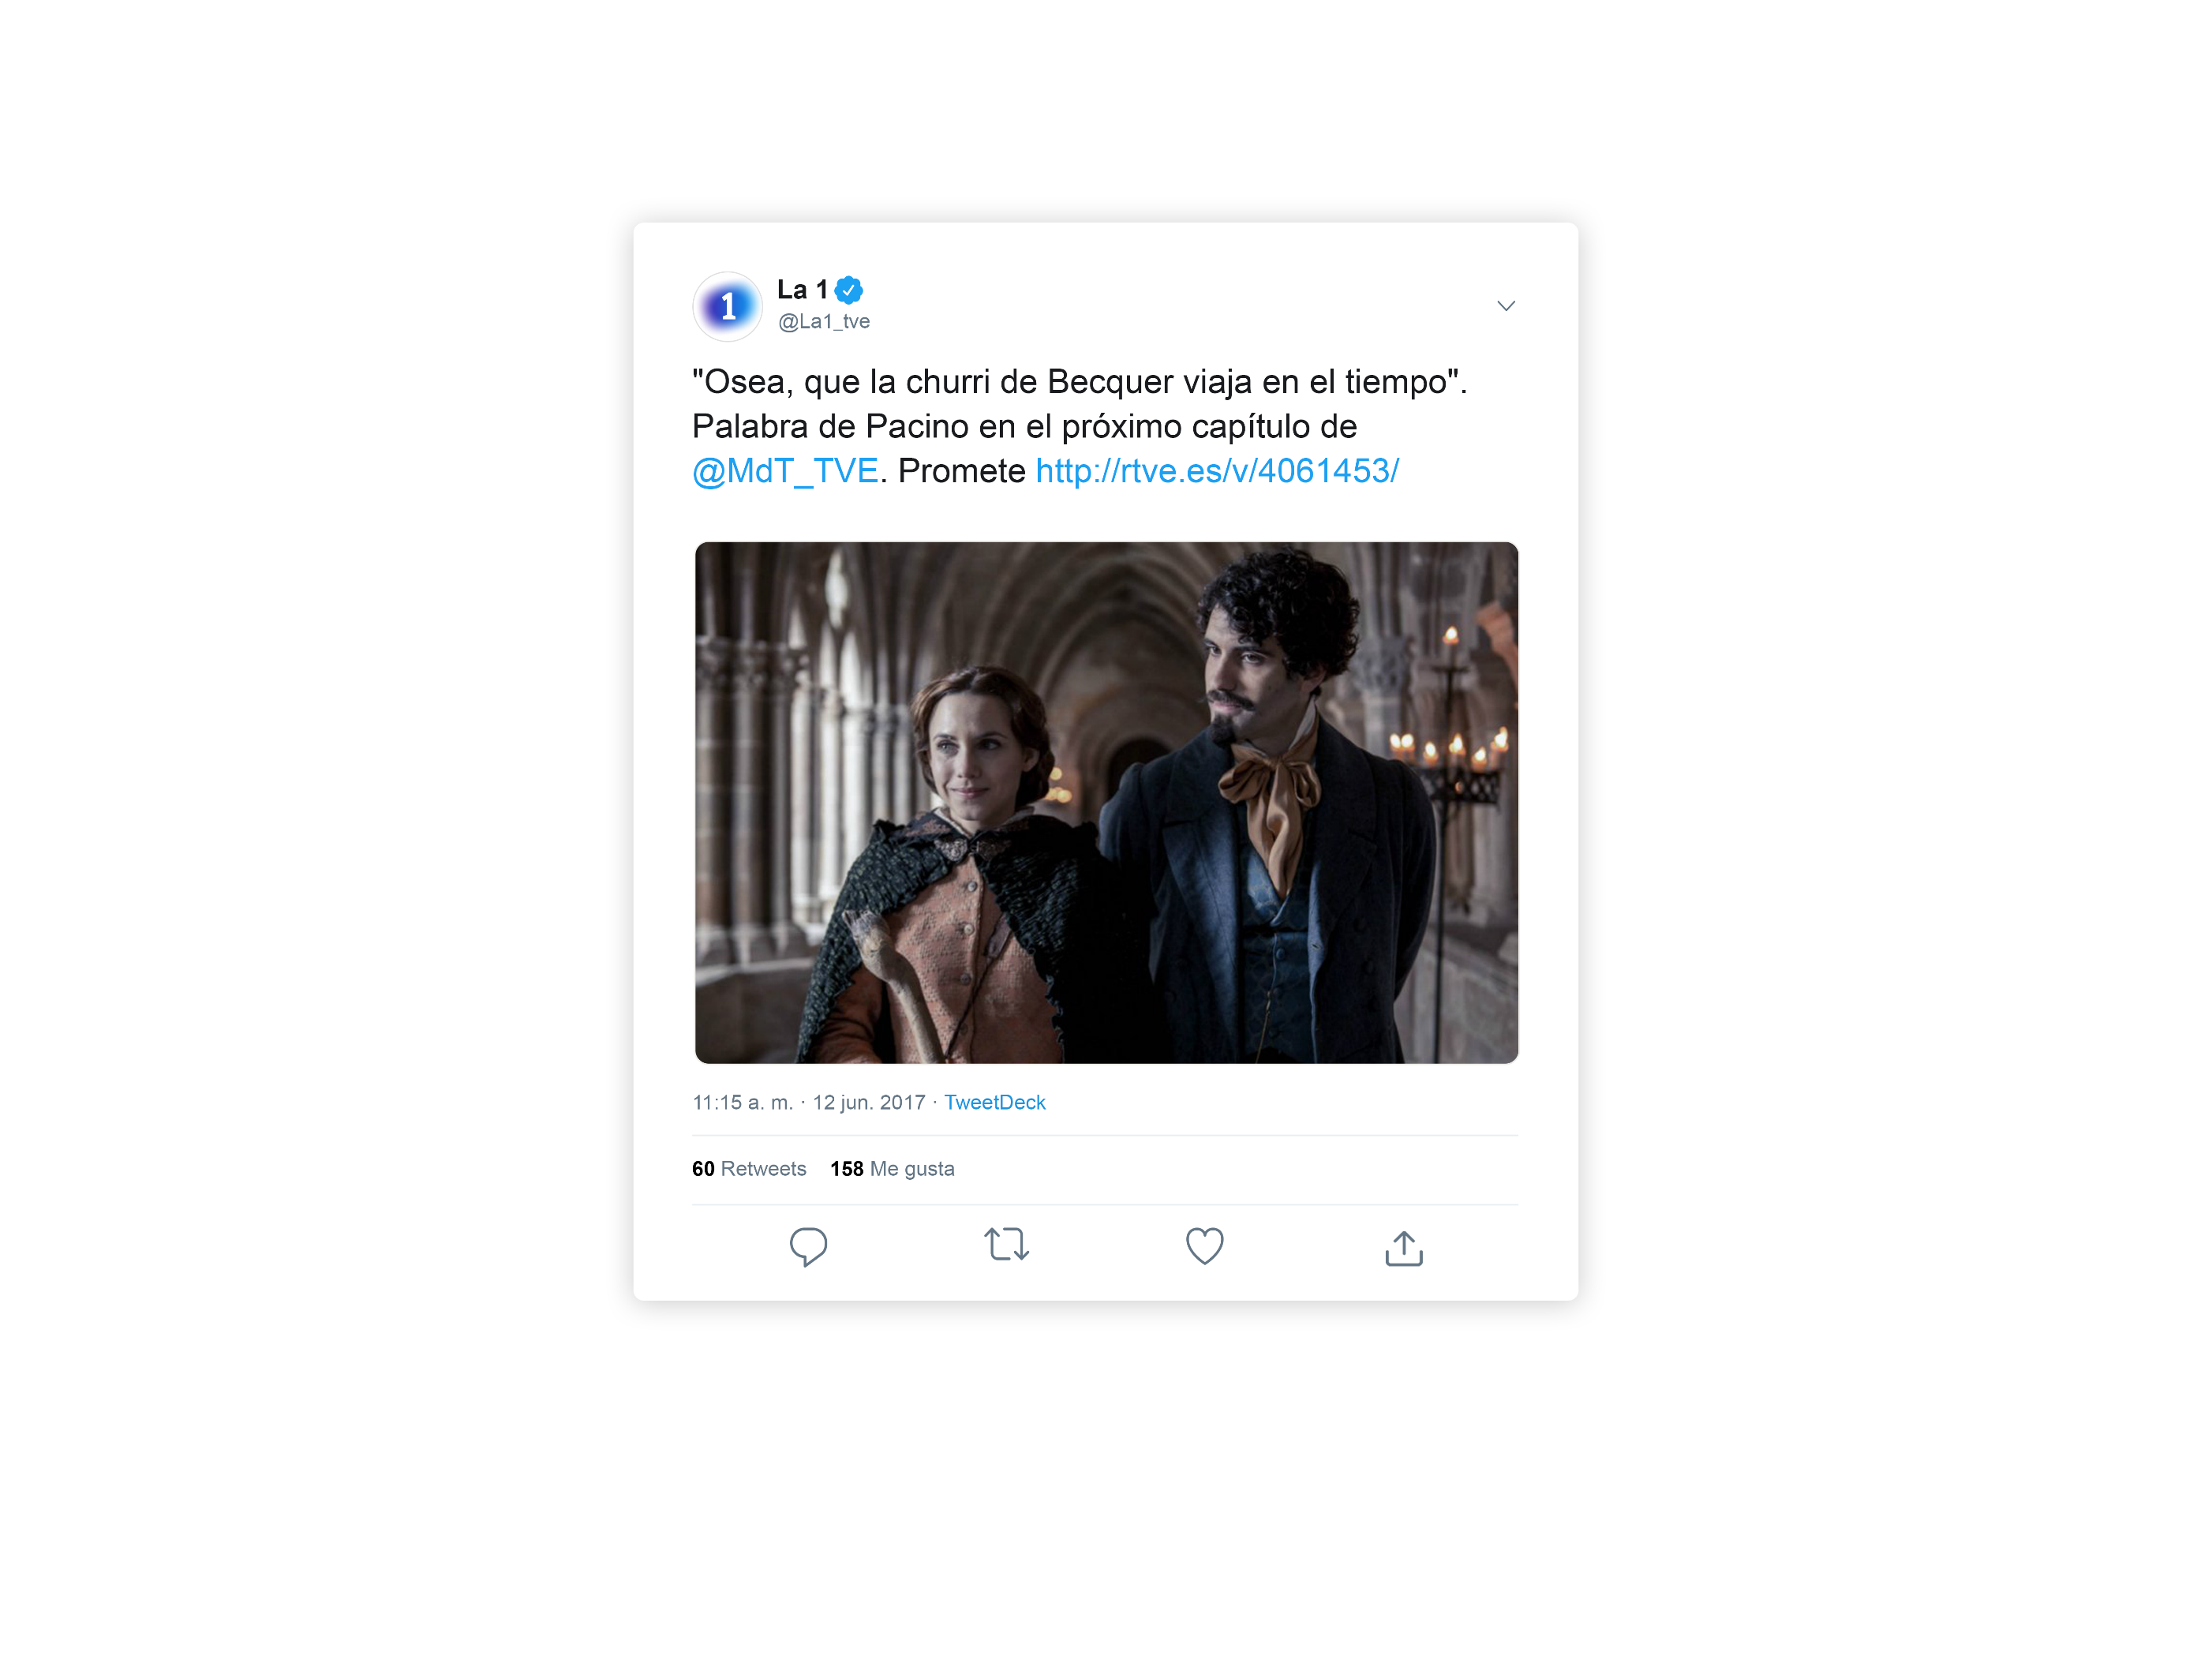 1
La 1
@La1_tve
"Osea, que la churri de Becquer viaja en el tiempo".
Palabra de Pacino en el próximo capítulo de
@MdT_TVE. Promete http://rtve.es/v/4061453/
11:15 a. m. · 12 jun. 2017 · TweetDeck
60 Retweets 158 Me gusta